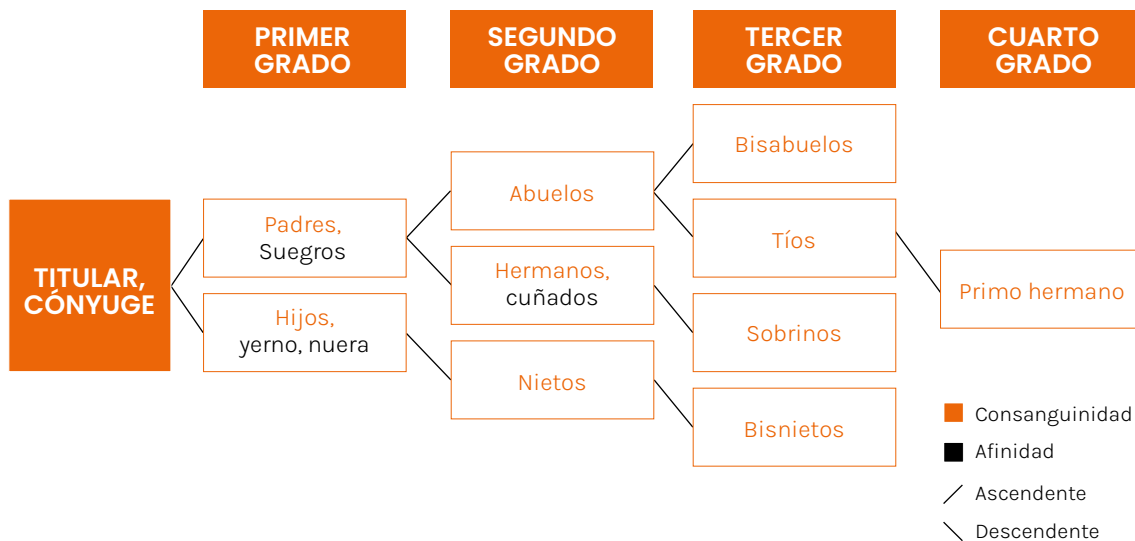 PRIMER
GRADO
SEGUNDO
GRADO
TERCER
GRADO
CUARTO
GRADO
TITULAR,
CÓNYUGE
Padres,
Suegros
Hijos,
yerno, nuera
Abuelos
Hermanos,
cuñados
Nietos
Bisabuelos
Tíos
Sobrinos
Bisnietos
Primo hermano
Consanguinidad
Afinidad
Ascendente
Descendente